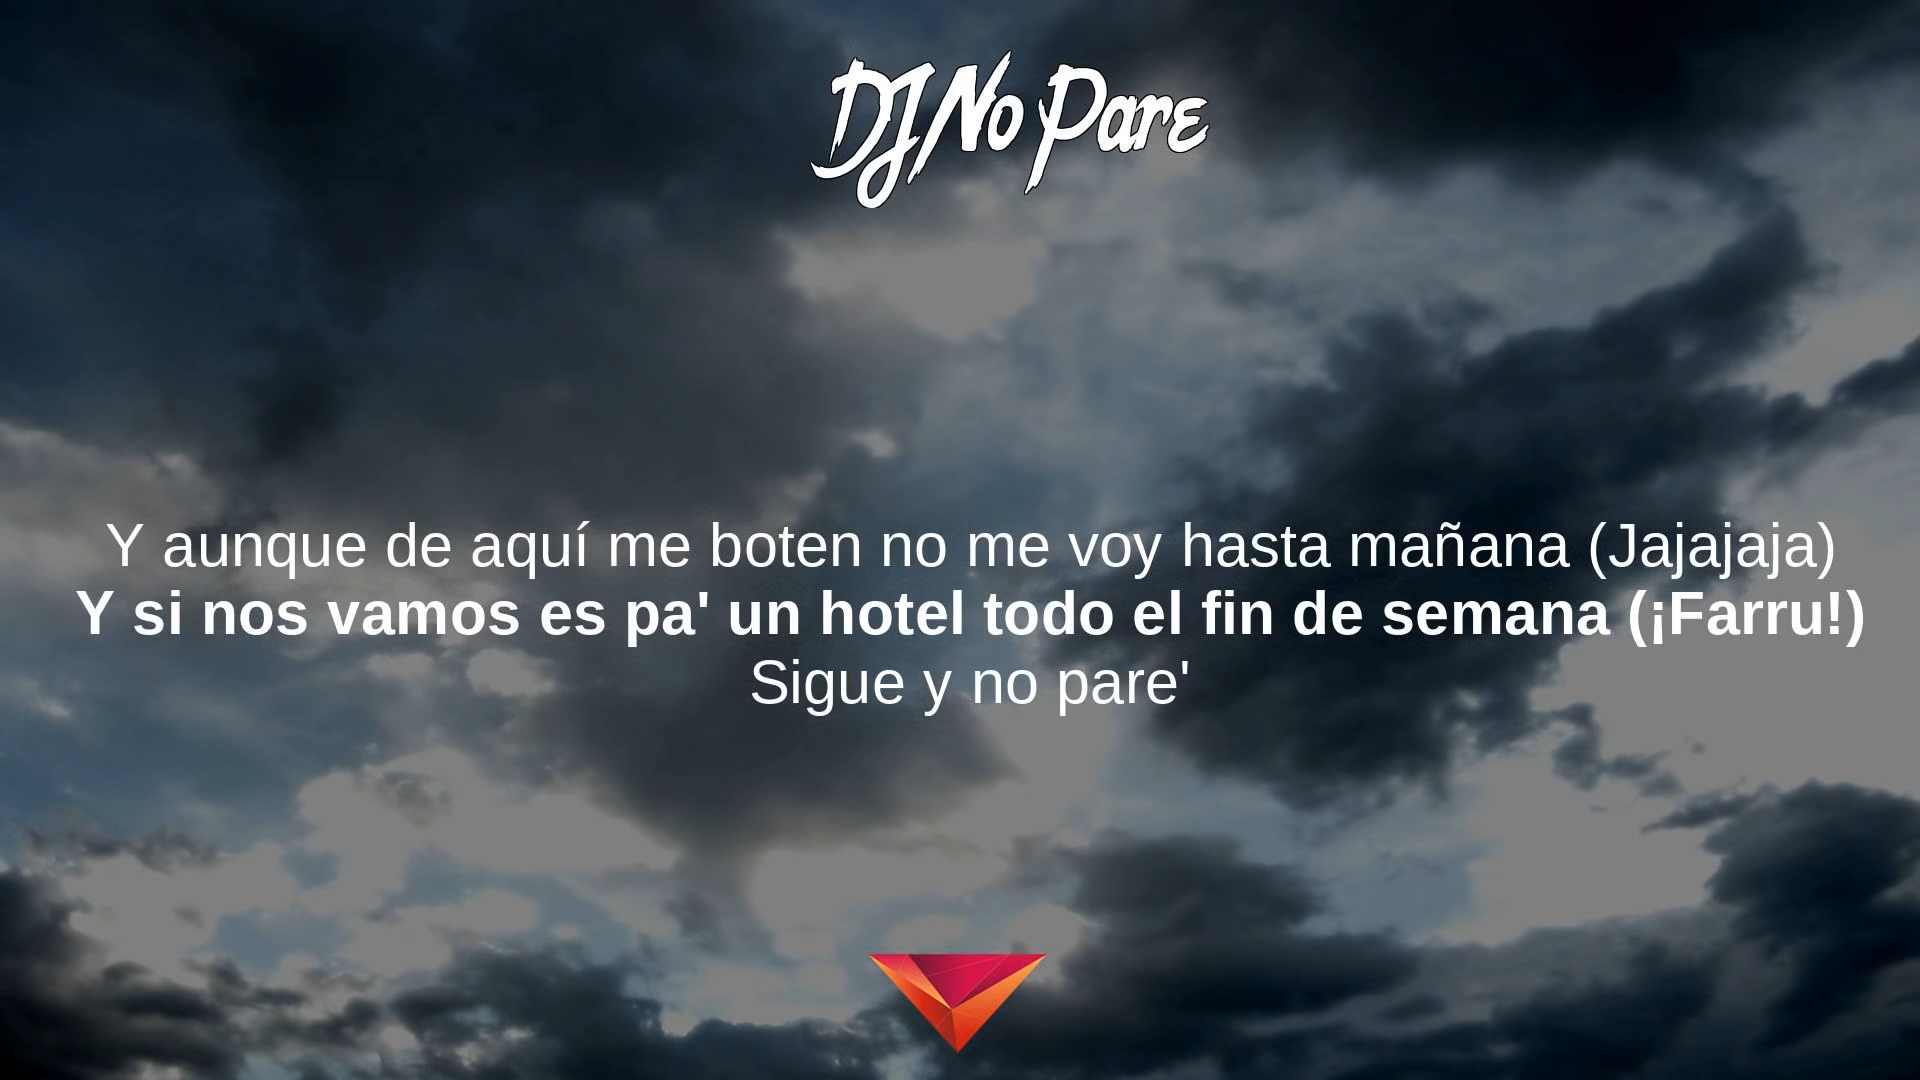 DJ No Pare
Y aunque de aquí me boten no me voy hasta mañana (Jajajaja)
Y si nos vamos es pa' un hotel todo el fin de semana (¡Farru!)
Sigue y no pare'